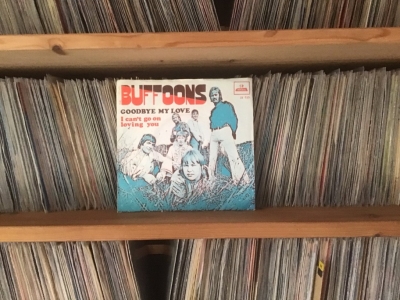 BUFFOONS
GOODBYE MY LOVE
I can't go on
loving you